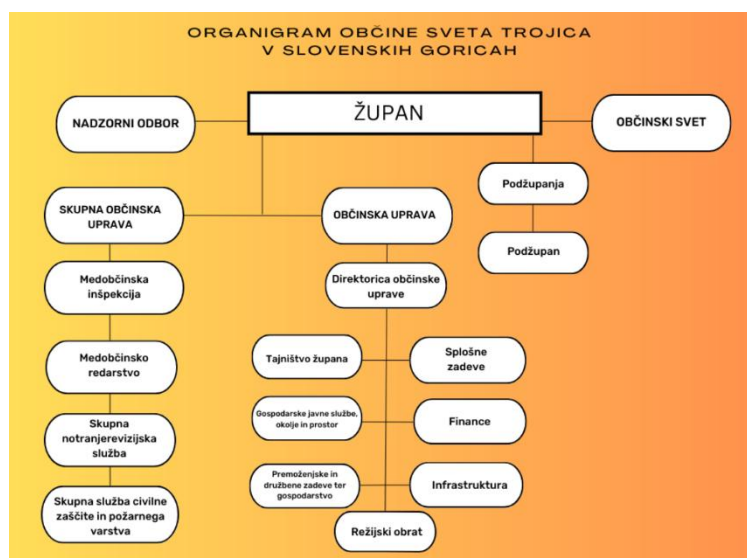 ORGANIGRAM OBČINE SVETA TROJICA
V SLOVENSKIH GORICAH
NADZORNI ODBOR
ŽUPAN
OBČINSKI SVET
Podžupanja
Podžupan
SKUPNA OBČINSKA
UPRAVA
OBČINSKA UPRAVA
Medobčinska
inšpekcija
Direktorica občinske
uprave
Medobčinsko
redarstvo
Tajništvo župana
Splošne
zadeve
Skupna
notranjerevizijska
služba
Gospodarske javne službe,
okolje in prostor
Finance
Skupna služba civilne
zaščite in požarnega
varstva
Premoženjske in
družbene zadeve ter
gospodarstvo
Infrastruktura
Režijski obrat